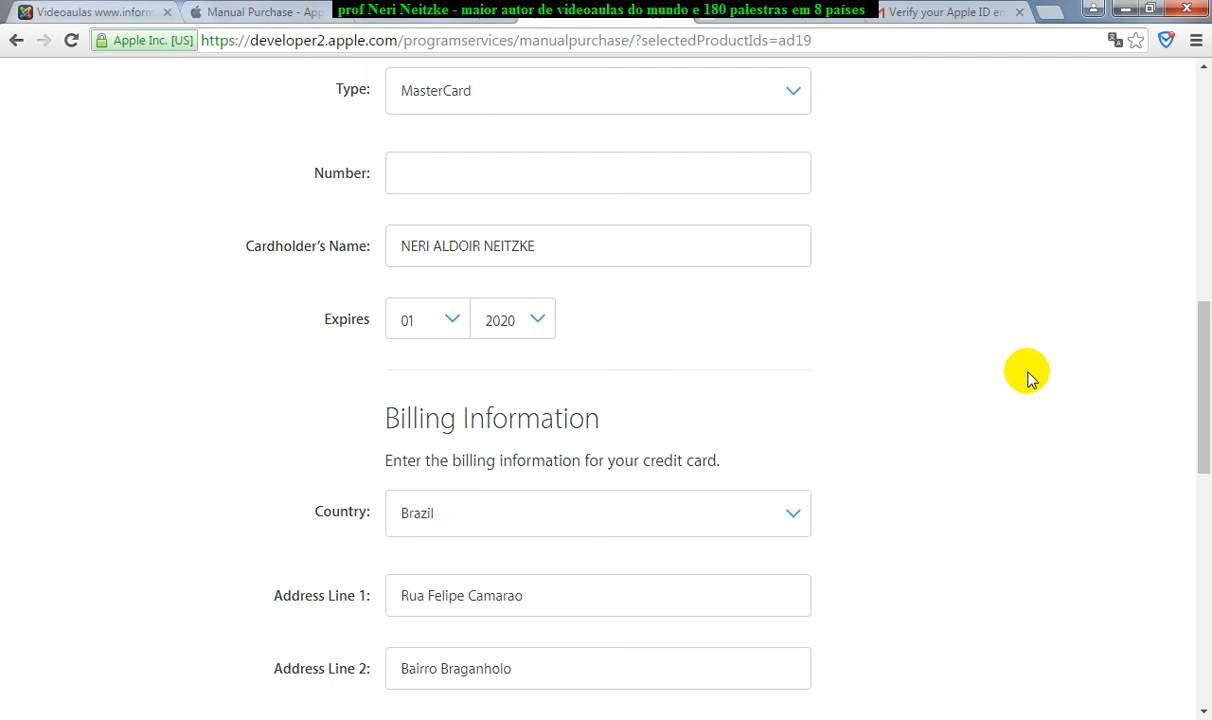 prof Neri Neitzke - maior autor de videoaulas do mundo e 180 palestras em 8 países
Videoaulas www.inform
Manual Purchase - App
Verify your Apple ID em
Apple Inc. [US]
https://developer2.apple.com/programservices/manualpurchase/?selectedProductIds=ad19
Type:
MasterCard
Number:
Cardholder’s Name:
NERI ALDOIR NEITZKE
Expires
01
2020
Billing Information
Enter the billing information for your credit card.
Country:
Brazil
Address Line 1:
Rua Felipe Camarao
Address Line 2:
Bairro Braganholo